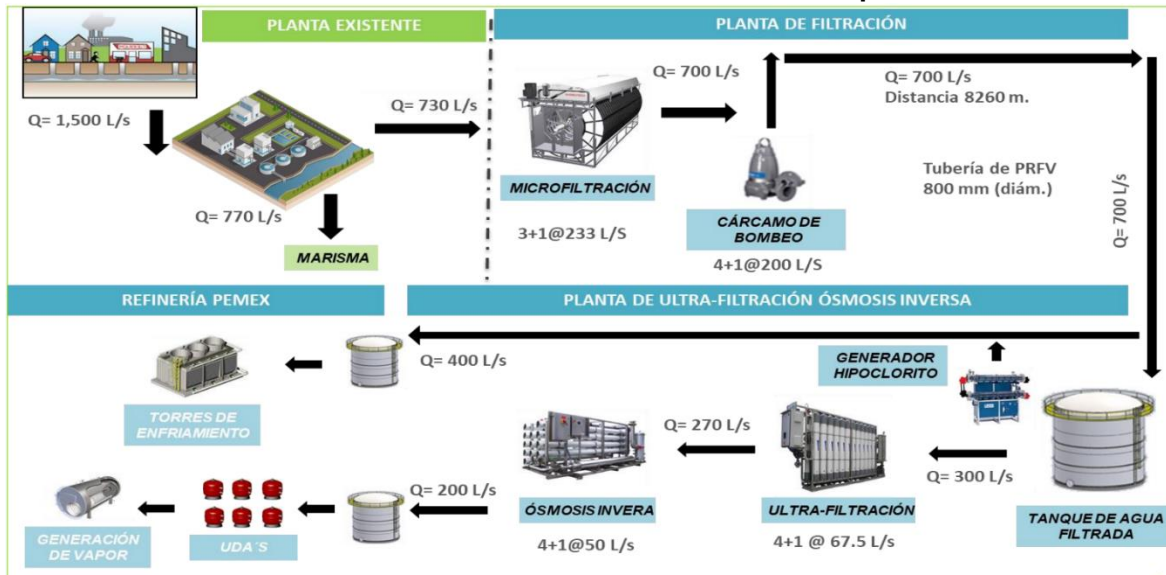 PLANTA EXISTENTE
PLANTA DE FILTRACIÓN
Q= 1,500 L/s
Q= 730 L/s
Q= 770 L/s
MARISMA
MICROFILTRACIÓN
3+1@233 L/S
Q= 700 L/s
CÁRCAMO DE
BOMBEO
4+1@200 L/S
Q= 700 L/s
Distancia 8260 m.
Tubería de PRFV
800 mm (diám.)
Q= 700 L/s
REFINERÍA PEMEX
PLANTA DE ULTRA-FILTRACIÓN ÓSMOSIS INVERSA
Q= 400 L/s
TORRES DE
ENFRIAMIENTO
GENERADOR
HIPOCLORITO
TANQUE DE AGUA
FILTRADA
Q= 300 L/s
ULTRA-FILTRACIÓN
4+1 @ 67.5 L/s
Q= 270 L/s
ÓSMOSIS INVERA
4+1@50 L/s
Q= 200 L/s
UDA´S
GENERACIÓN
DE VAPOR